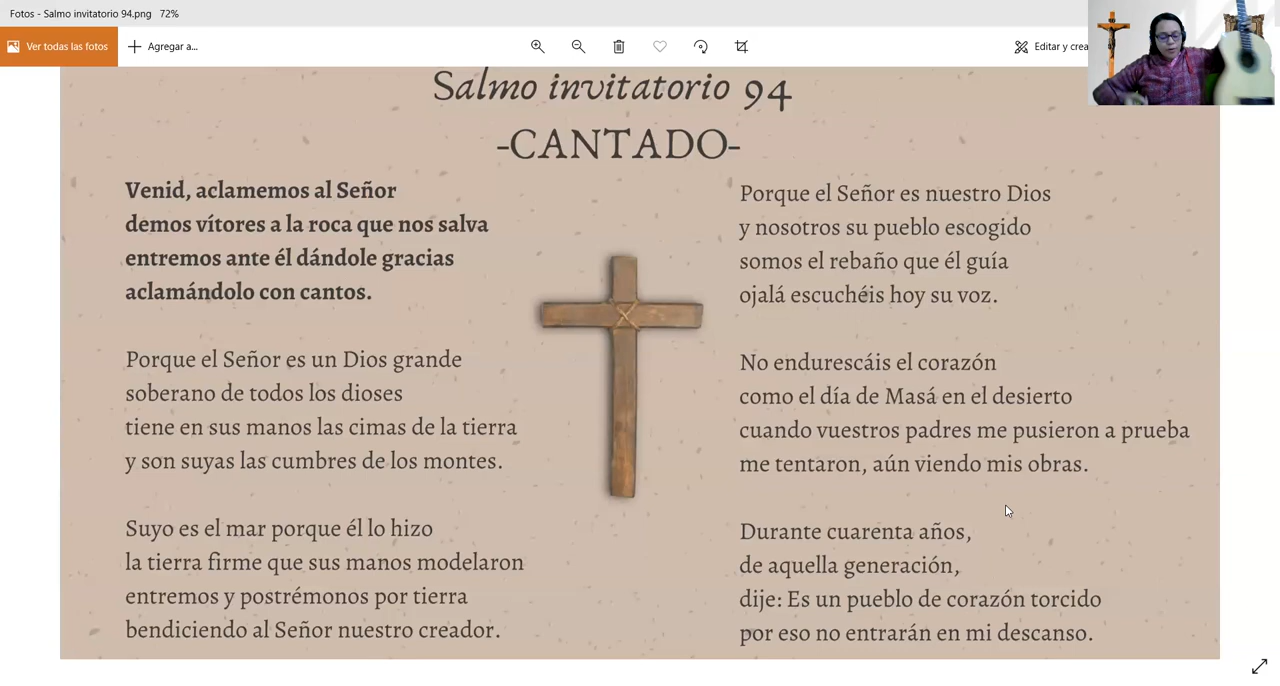 Fotos - Salmo invitatorio 94.png 72%
Ver todas las fotos
Agregar a...
Editar y crea
Salmo invitatorio 94
-CANTADO-
Venid, aclamemos al Señor
demos vítores a la roca que nos salva
entremos ante él dándole gracias
aclamándolo con cantos.
Porque el Señor es un Dios grande
soberano de todos los dioses
tiene en sus manos las cimas de la tierra
y son suyas las cumbres de los montes.
Suyo es el mar porque él lo hizo
la tierra firme que sus manos modelaron
entremos y postrémonos por tierra
bendiciendo al Señor nuestro creador.
Porque el Señor es nuestro Dios
y nosotros su pueblo escogido
somos el rebaño que él guía
ojalá escuchéis hoy su voz.
No endurescáis el corazón
como el día de Masá en el desierto
cuando vuestros padres me pusieron a prueba
me tentaron, aún viendo mis obras.
Durante cuarenta años,
de aquella generación,
dije: Es un pueblo de corazón torcido
por eso no entrarán en mi descanso.